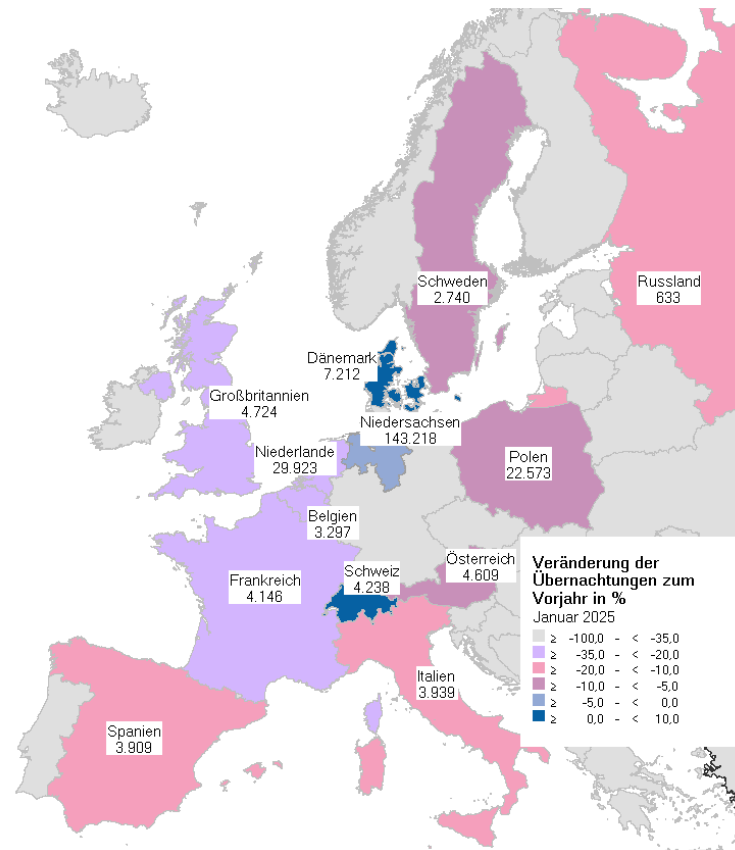 Schweden
2.740
Russland
633
Dänemark
7.212
Großbritannien
4.724
Niedersachsen
143.218
Niederlande
29.923
Polen
22.573
Belgien
3.297
Österreich
4.609
Schweiz
4.238
Frankreich
4.146
Italien
3.939
Spanien
3.909
Veränderung der
Übernachtungen zum
Vorjahr in %
Januar 2025
≥ -100,0 - < -35,0
≥ -35,0 - < -20,0
≥ -20,0 - < -10,0
≥ -10,0 - < -5,0
≥ -5,0 - < 0,0
≥ 0,0 - < 10,0